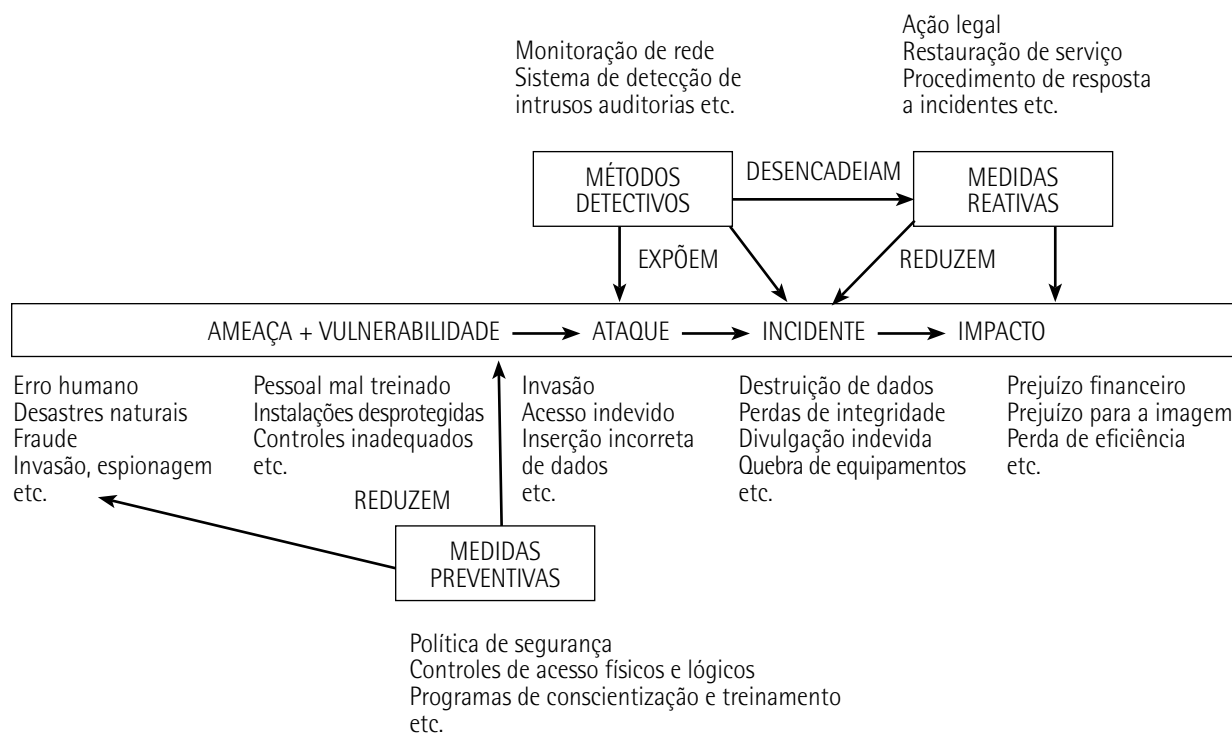 Ação legal
Restauração de serviço
Procedimento de resposta
a incidentes etc.
Monitoração de rede
Sistema de detecção de
intrusos auditorias etc.
MÉTODOS
DETECTIVOS
DESENCADEIAM
MEDIDAS
REATIVAS
EXPÕEM
REDUZEM
AMEAÇA + VULNERABILIDADE ATAQUE INCIDENTE IMPACTO
Erro humano
Desastres naturais
Fraude
Invasão, espionagem
etc.
Pessoal mal treinado
Instalações desprotegidas
Controles inadequados
etc.
Invasão
Acesso indevido
Inserção incorreta
de dados
etc.
Destruição de dados
Perdas de integridade
Divulgação indevida
Quebra de equipamentos
etc.
Prejuízo financeiro
Prejuízo para a imagem
Perda de eficiência
etc.
REDUZEM
MEDIDAS
PREVENTIVAS
Política de segurança
Controles de acesso físicos e lógicos
Programas de conscientização e treinamento
etc.